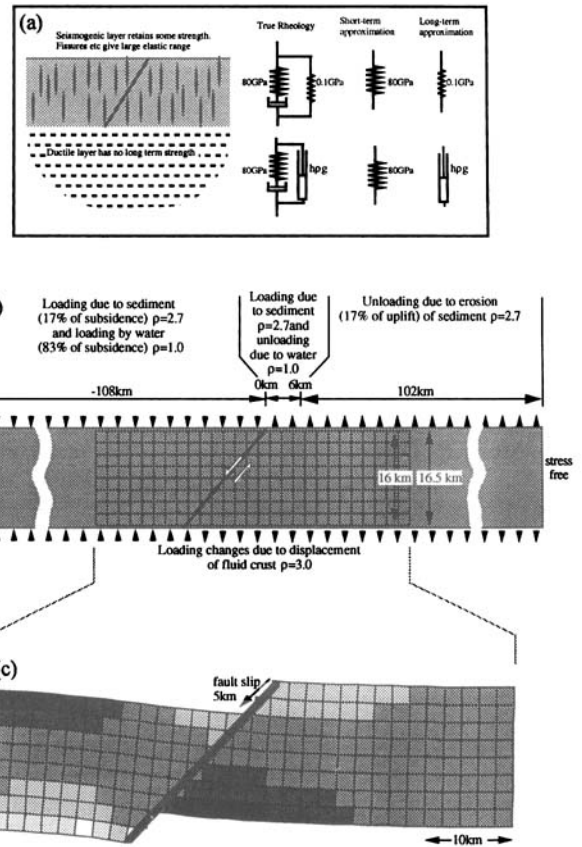 (a)
Seismogenic layer retains some strength.
Fissures etc give large elastic range
True Rheology
Short-term
approximation
Long-term
approximation
80GPa
0.1GPa
80GPa
0.1GPa
Ductile layer has no long term strength
80GPa
hρg
80GPa
hρg
)
Loading due to sediment
(17% of subsidence) ρ=2.7
and loading by water
(83% of subsidence) ρ=1.0
Loading due
to sediment
ρ=2.7and
unloading
due to water
ρ=1.0
Unloading due to erosion
(17% of uplift) of sediment ρ=2.7
-108km
0km
6km
102km
16 km
16.5 km
stress
free
Loading changes due to displacement
of fluid crust ρ=3.0
(c)
fault slip
5km
10km